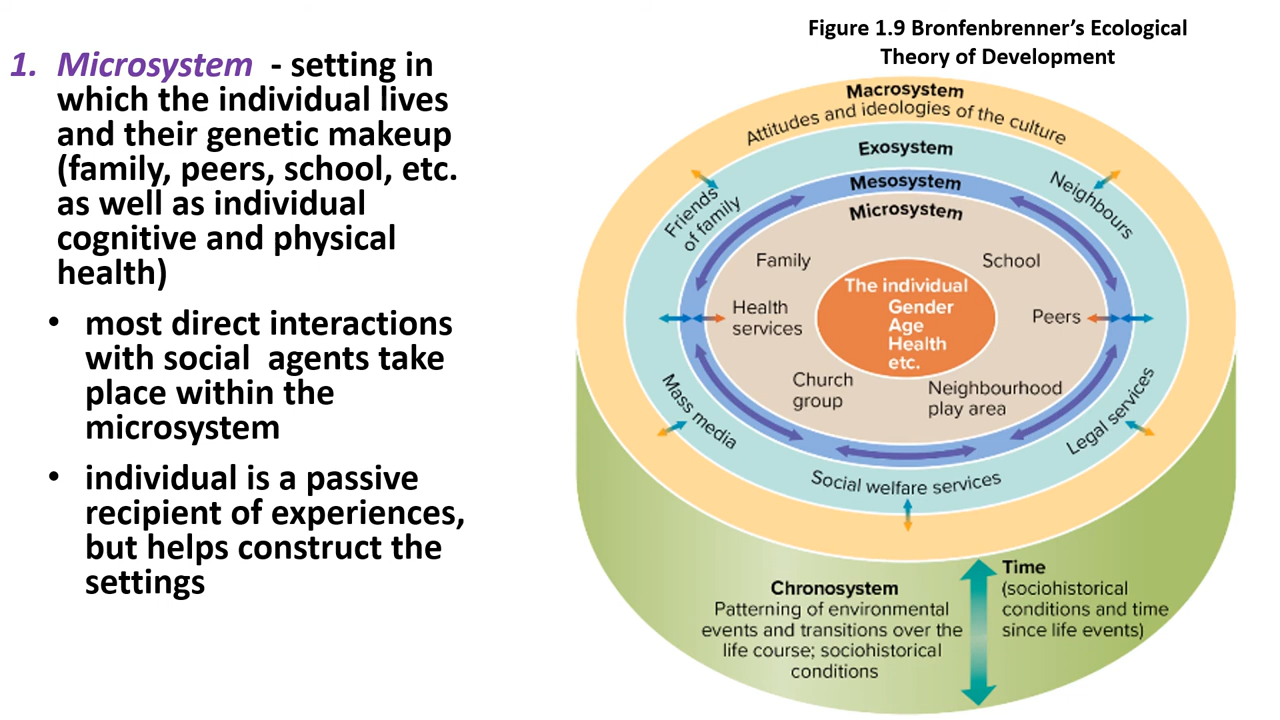 1. Microsystem - setting in
which the individual lives
and their genetic makeup
(family, peers, school, etc.
as well as individual
cognitive and physical
health)
• most direct interactions
with social agents take
place within the
microsystem
• individual is a passive
recipient of experiences,
but helps construct the
settings
Figure 1.9 Bronfenbrenner’s Ecological
Theory of Development
Macrosystem
Attitudes and ideologies of the culture
Exosystem
Mesosystem
Microsystem
Friends
of family
Neighbours
Family
School
Health
services
Peers
The individual
Gender
Age
Health
etc.
Church
group
Neighbourhood
play area
Mass media
Legal services
Social welfare services
Chronosystem
Patterning of environmental
events and transitions over the
life course; sociohistorical
conditions
Time
(sociohistorical
conditions and time
since life events)